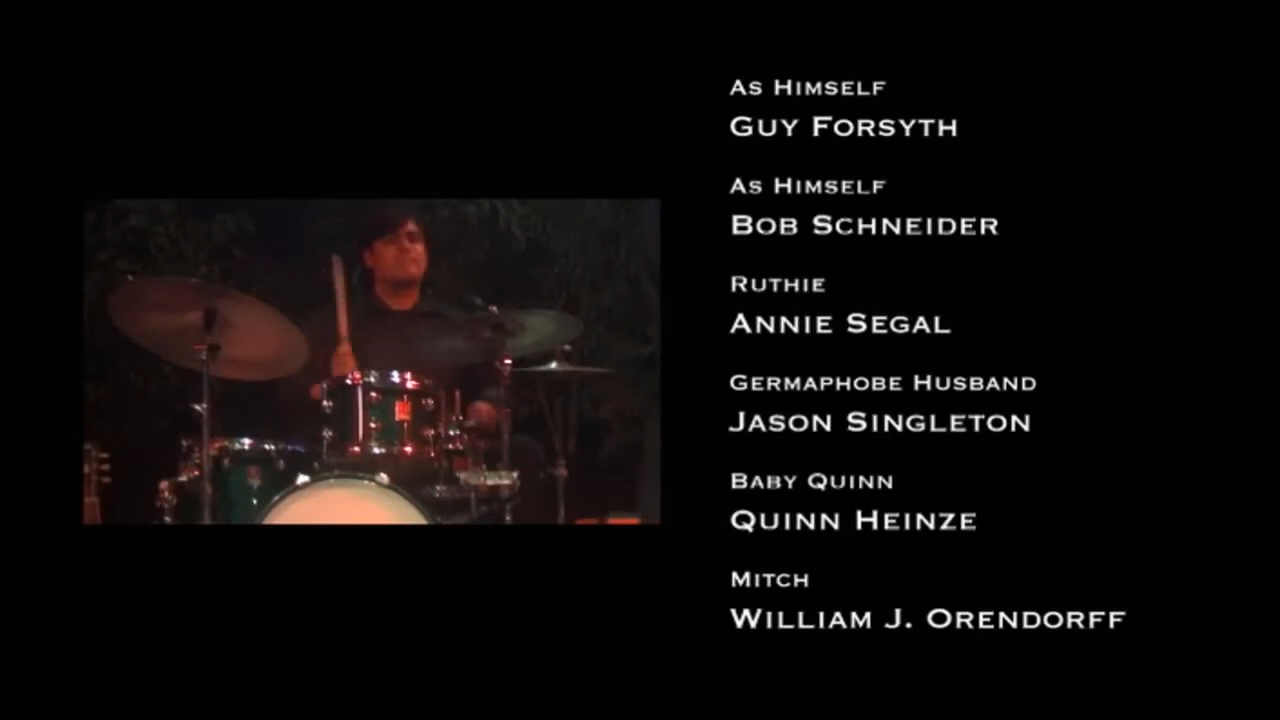 As Himself
Guy Forsyth
As Himself
Bob Schneider
Ruthie
Annie Segal
Germaphobe Husband
Jason Singleton
Baby Quinn
Quinn Heinze
Mitch
William J. Orendorff